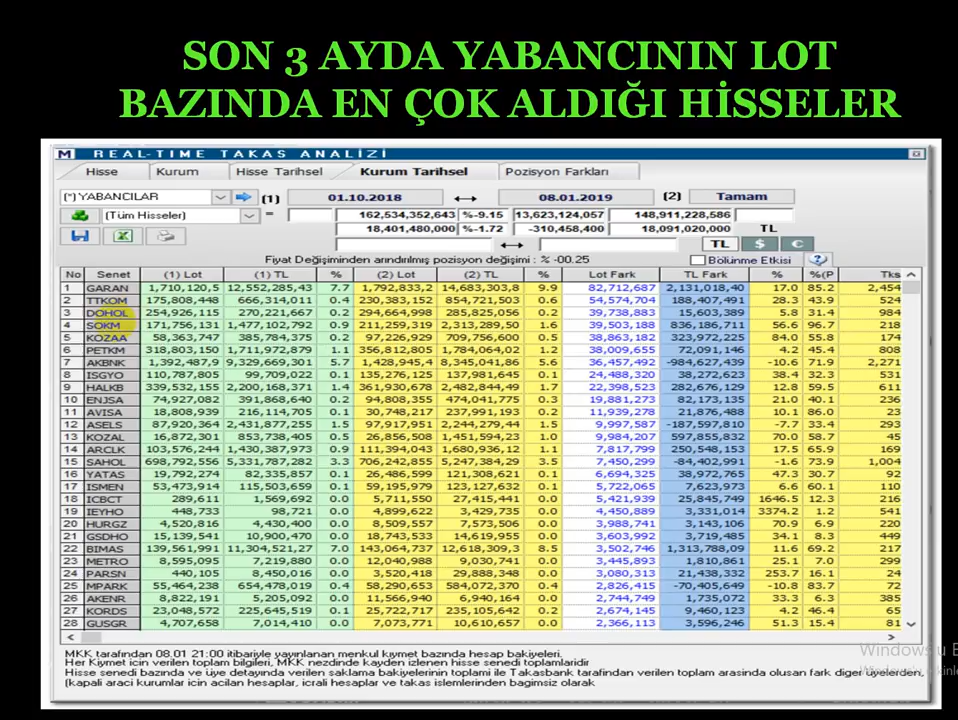 SON 3 AYDA YABANCININ LOT
BAZINDA EN ÇOK ALDIĞI HİSSELER
M REAL-TIME TAKAS ANALİZİ
Hisse Kurum Hisse Tarihsel Kurum Tarihsel Pozisyon Farkları
(*)YABANCILAR (1) 01.10.2018 08.01.2019 (2) Tamam
(Tüm Hisseler) = 162,534,352,643 %-9.15 13,623,124,057 148,911,228,586
18,401,480,000 %-1.72 -310,458,400 18,091,020,000 TL
TL $ €
Fiyat Değişiminden arındırılmış pozisyon değişimi : % -00.25 Bölünme Etkisi
No Senet (1) Lot (1) TL % (2) Lot (2) TL % Lot Fark TL Fark % %(P Tks
1 GARAN 1,710,120,5 12,552,285,43 7.7 1,792,833,2 14,683,303,8 9.9 82,712,687 2,131,018,40 17.0 85.2 2,454
2 TTKOM 175,808,448 666,314,011 0.4 230,383,152 854,721,503 0.6 54,574,704 188,407,491 28.3 43.9 524
3 DOHOL 254,926,115 270,221,667 0.2 294,664,998 285,825,056 0.2 39,738,883 15,603,389 5.8 31.4 984
4 SOKM 171,756,131 1,477,102,792 0.9 211,259,319 2,313,289,50 1.6 39,503,188 836,186,711 56.6 96.7 218
5 KOZAA 58,363,747 385,784,375 0.2 97,226,929 709,756,600 0.5 38,863,182 323,972,225 84.0 55.8 174
6 PETKM 318,803,150 1,711,972,879 1.1 356,812,805 1,784,064,02 1.2 38,009,655 72,091,146 4.2 45.4 808
7 AKBNK 1,392,487,9 9,329,669,301 5.7 1,428,945,4 8,345,041,86 5.6 36,457,492 -984,627,439 -10.6 71.9 2,271
8 ISGYO 110,787,805 99,709,022 0.1 135,276,125 137,981,645 0.1 24,488,320 38,272,623 38.4 32.3 531
9 HALKB 339,532,155 2,200,168,371 1.4 361,930,678 2,482,844,49 1.7 22,398,523 282,676,129 12.8 59.5 611
10 ENJSA 74,927,082 391,868,640 0.2 94,808,355 474,041,775 0.3 19,881,273 82,173,135 21.0 40.1 236
11 AVISA 18,808,939 216,114,705 0.1 30,748,217 237,991,193 0.2 11,939,278 21,876,488 10.1 86.0 23
12 ASELS 87,920,364 2,431,877,255 1.5 97,917,951 2,244,279,44 1.5 9,997,587 -187,597,810 -7.7 33.4 293
13 KOZAL 16,872,301 853,738,405 0.5 26,856,508 1,451,594,23 1.0 9,984,207 597,855,832 70.0 58.7 45
14 ARCLK 103,576,244 1,430,387,973 0.9 111,394,043 1,680,936,12 1.1 7,817,799 250,548,153 17.5 65.9 169
15 SAHOL 698,792,556 5,331,787,282 3.3 706,242,855 5,247,384,29 3.5 7,450,299 -84,402,991 -1.6 73.9 1,004
16 YATAS 19,792,274 82,335,857 0.1 26,486,599 121,308,621 0.1 6,694,325 38,972,765 47.3 30.7 92
17 ISMEN 53,473,914 115,503,659 0.1 59,195,979 123,127,632 0.1 5,722,065 7,623,973 6.6 60.1 110
18 ICBCT 289,611 1,569,692 0.0 5,711,550 27,415,441 0.0 5,421,939 25,845,749 1646.5 12.3 216
19 IEYHO 448,733 98,721 0.0 4,899,622 3,429,735 0.0 4,450,889 3,331,014 3374.2 1.2 541
20 HURGZ 4,520,816 4,430,400 0.0 8,509,557 7,573,506 0.0 3,988,741 3,143,106 70.9 6.9 220
21 GSDHO 15,139,541 10,900,470 0.0 18,743,533 14,619,955 0.0 3,603,992 3,719,485 34.1 8.3 449
22 BIMAS 139,561,991 11,304,521,27 7.0 143,064,737 12,618,309,3 8.5 3,502,746 1,313,788,09 11.6 69.2 217
23 METRO 8,595,095 7,219,880 0.0 12,040,988 9,030,741 0.0 3,445,893 1,810,861 25.1 7.0 299
24 PARSN 440,105 8,450,016 0.0 3,520,418 29,888,348 0.0 3,080,313 21,438,332 253.7 16.1 24
25 MPARK 55,464,238 654,478,019 0.4 58,290,653 584,072,370 0.4 2,826,415 -70,405,649 -10.8 83.7 72
26 AKENR 8,822,191 5,205,092 0.0 11,566,940 6,940,164 0.0 2,744,749 1,735,072 33.3 6.3 385
27 KORDS 23,048,572 225,645,519 0.1 25,722,717 235,105,642 0.2 2,674,145 9,460,123 4.2 46.4 65
28 GUSGR 4,707,658 7,014,410 0.0 7,073,771 10,610,657 0.0 2,366,113 3,596,246 51.3 15.4 81
MKK tarafından 08.01 21:00 itibariyle yayınlanan menkul kıymet bazında hesap bakiyeleri.
Her Kıymet icin verilen toplam bilgileri, MKK nezdinde kayden izlenen hisse senedi toplamlaridir
Hisse senedi bazında ve üye detayında verilen saklama bakiyelerinin toplamı ile Takasbank tarafından verilen toplam arasında olusan fark diger üyelerden,
(kapali araci kurumlar icin acilan hesaplar, icrali hesaplar ve takas islemlerinden bagimsiz olarak